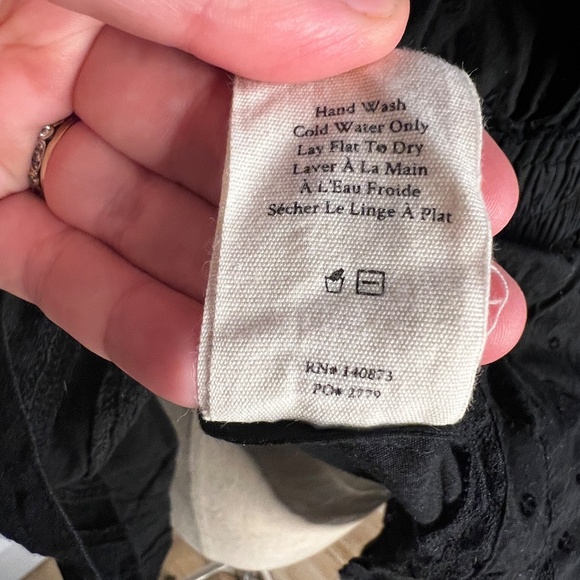 Hand Wash
Cold Water Only
Lay Flat To Dry
Laver À La Main
À L'Eau Froide
Sécher Le Linge À Plat
RN# 140873
PO# 2779